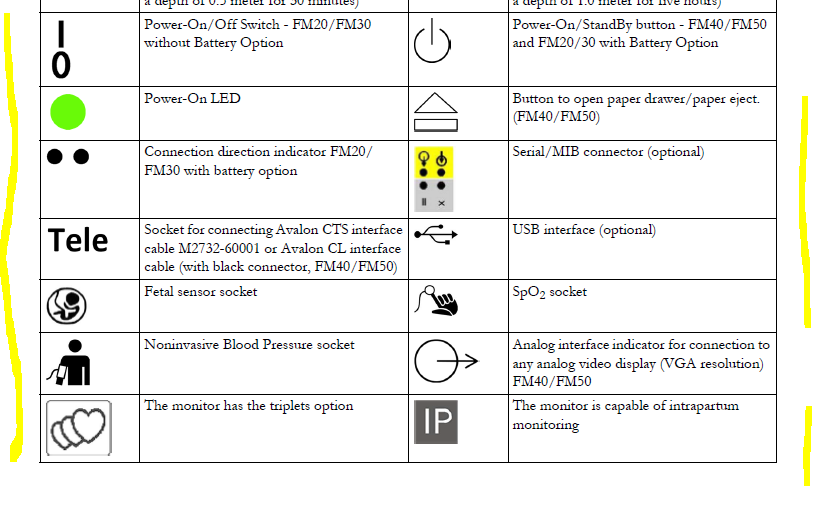 a depth of 0.5 meter for 30 minutes)
a depth of 1.0 meter for five hours)
I
0
Power-On/Off Switch - FM20/FM30
without Battery Option
Power-On/StandBy button - FM40/FM50
and FM20/30 with Battery Option
Power-On LED
Button to open paper drawer/paper eject.
(FM40/FM50)
Connection direction indicator FM20/
FM30 with battery option
Serial/MIB connector (optional)
Tele
Socket for connecting Avalon CTS interface
cable M2732-60001 or Avalon CL interface
cable (with black connector, FM40/FM50)
USB interface (optional)
Fetal sensor socket
SpO2 socket
Noninvasive Blood Pressure socket
Analog interface indicator for connection to
any analog video display (VGA resolution)
FM40/FM50
The monitor has the triplets option
IP
The monitor is capable of intrapartum
monitoring